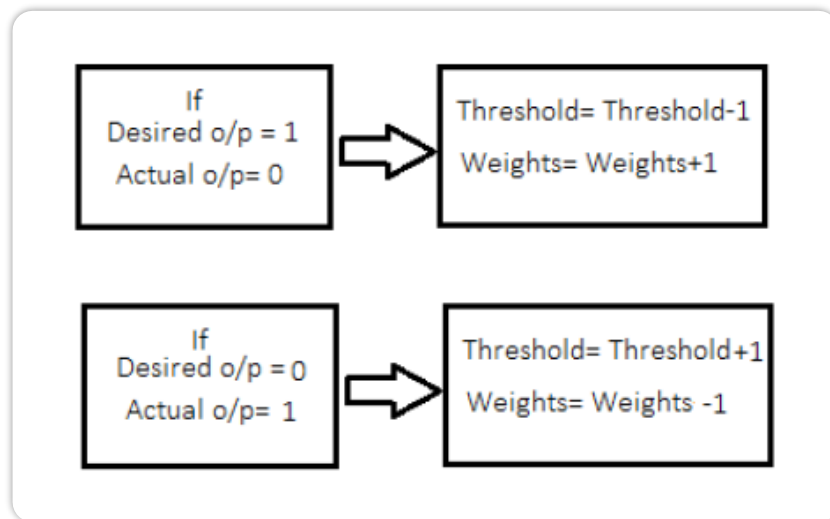 If
Desired o/p = 1
Actual o/p= 0
Threshold= Threshold-1
Weights= Weights+1
If
Desired o/p = 0
Actual o/p= 1
Threshold= Threshold+1
Weights= Weights -1